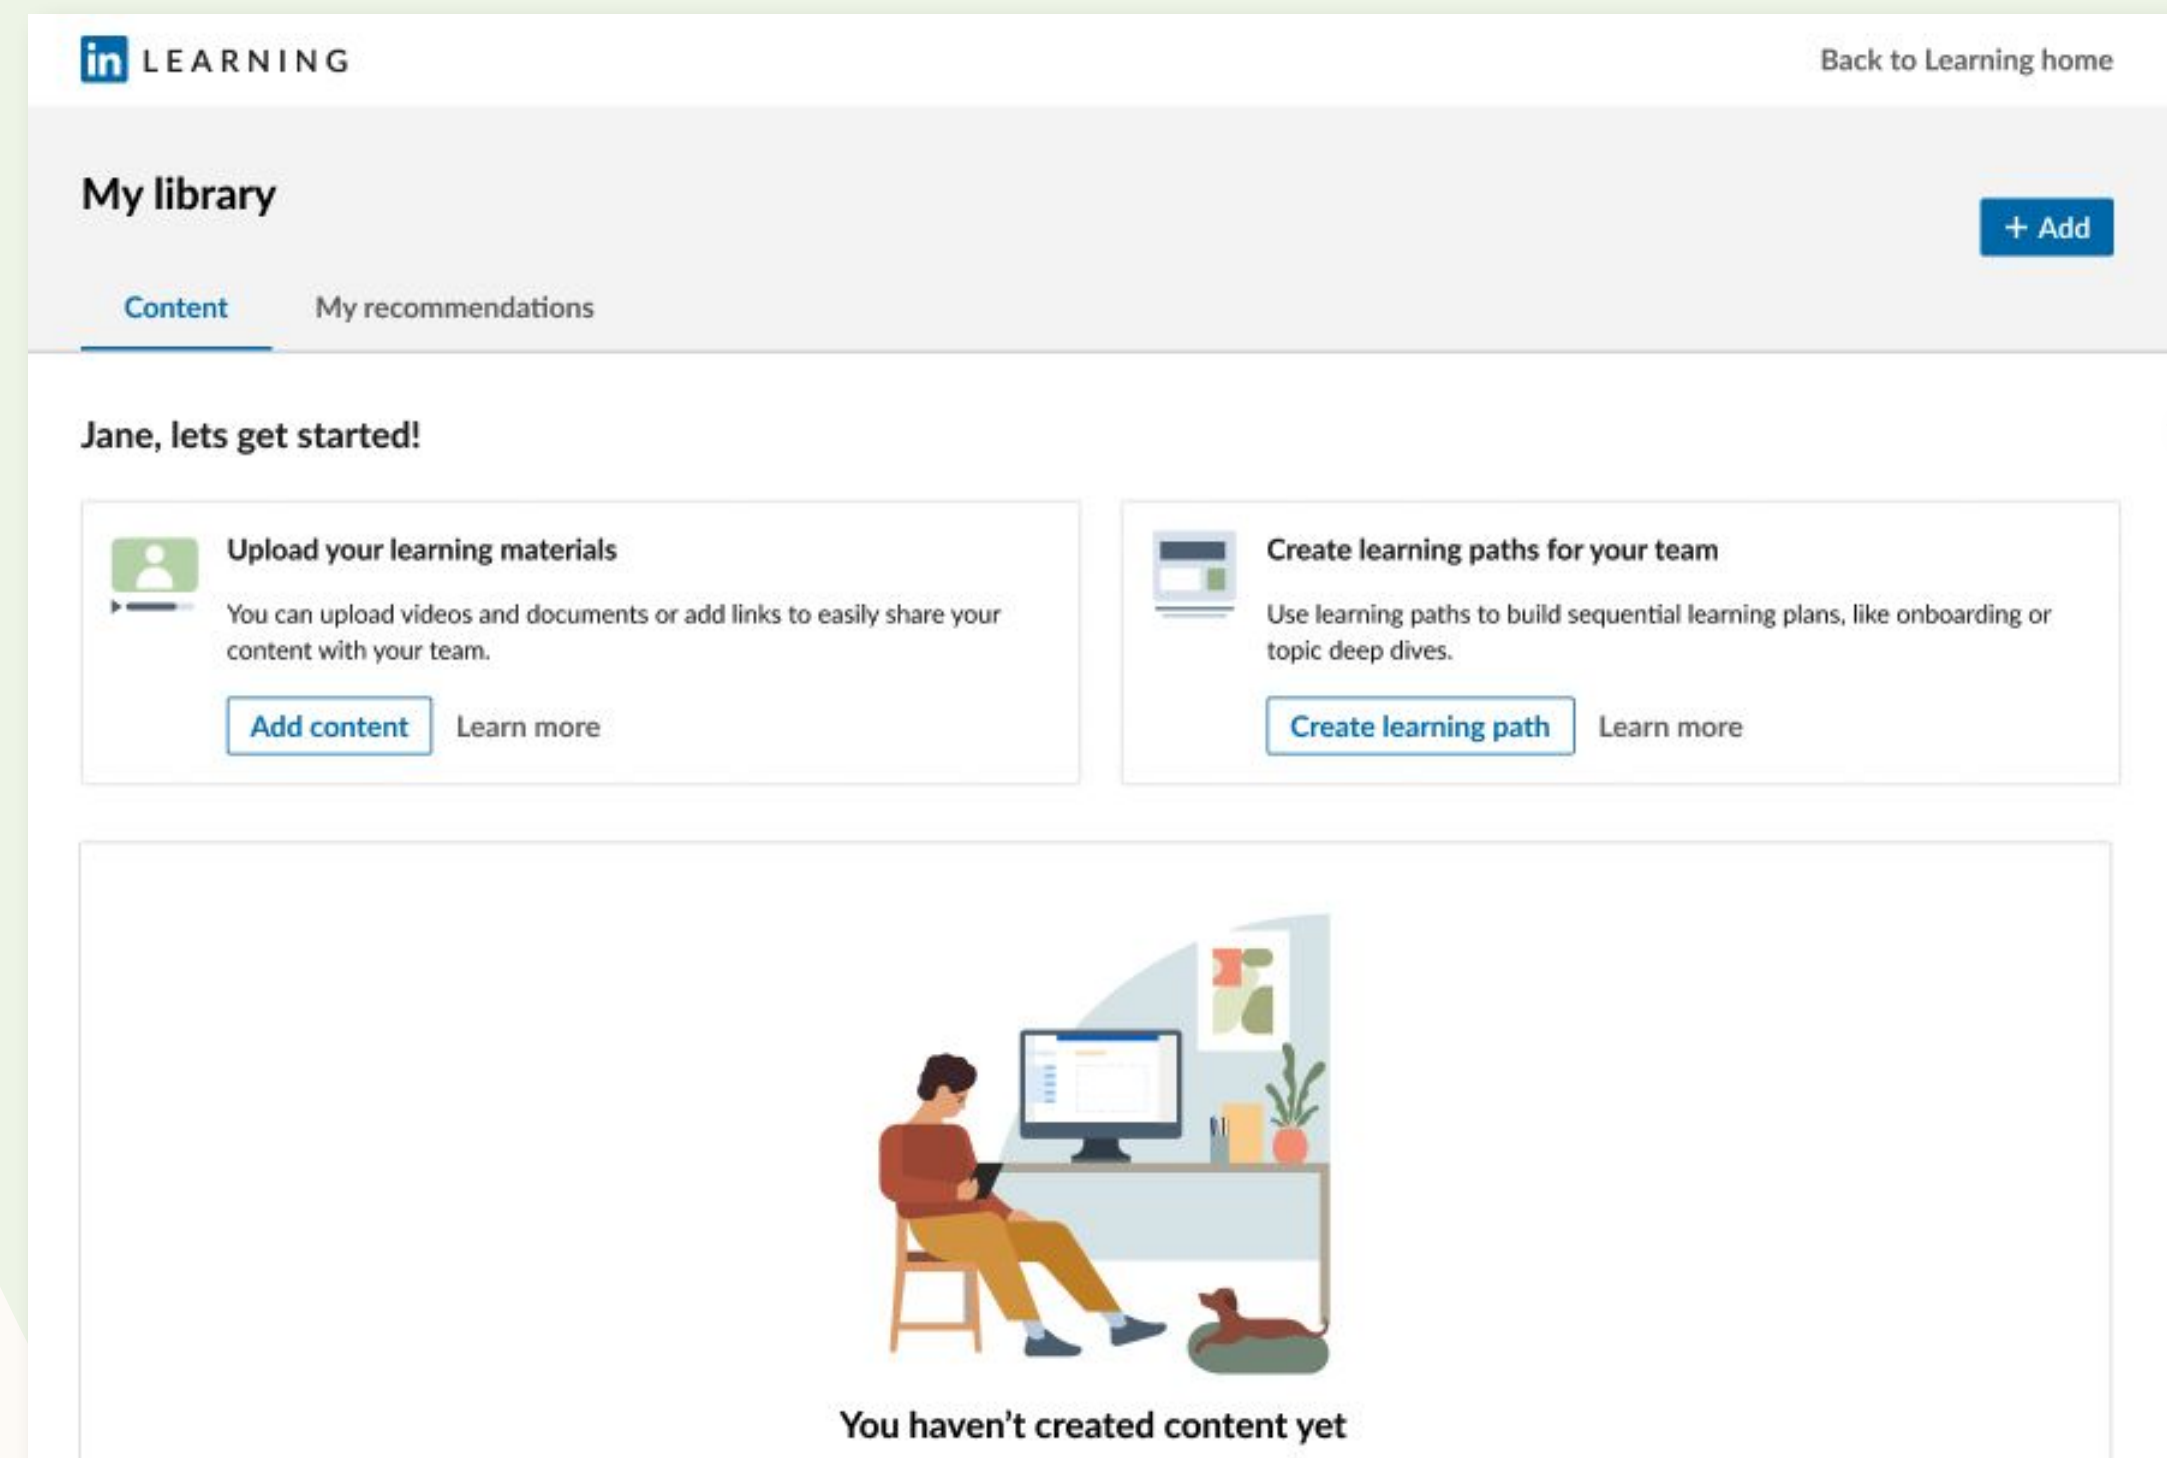 in LEARNING
Back to Learning home
My library
+ Add
Content
My recommendations
Jane, lets get started!
Upload your learning materials
You can upload videos and documents or add links to easily share your
content with your team.
Add content
Learn more
Create learning paths for your team
Use learning paths to build sequential learning plans, like onboarding or
topic deep dives.
Create learning path
Learn more
You haven't created content yet